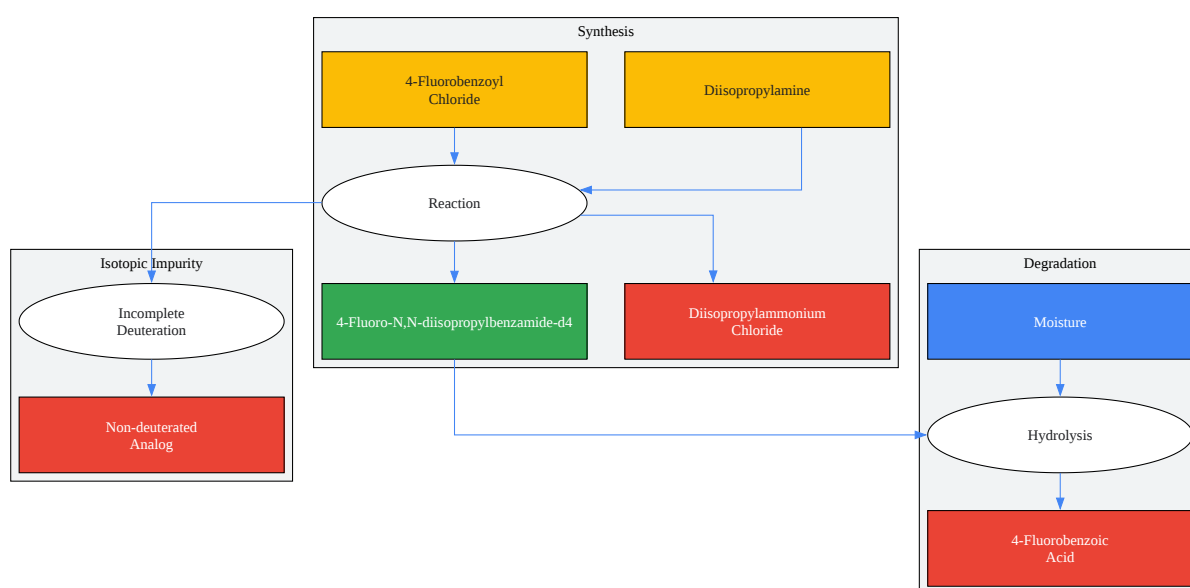 Synthesis
4-Fluorobenzoyl
Chloride
Diisopropylamine
Reaction
Isotopic Impurity
Incomplete
Deuteration
4-Fluoro-N,N-diisopropylbenzamide-d4
Diisopropylammonium
Chloride
Degradation
Moisture
Non-deuterated
Analog
Hydrolysis
4-Fluorobenzoic
Acid